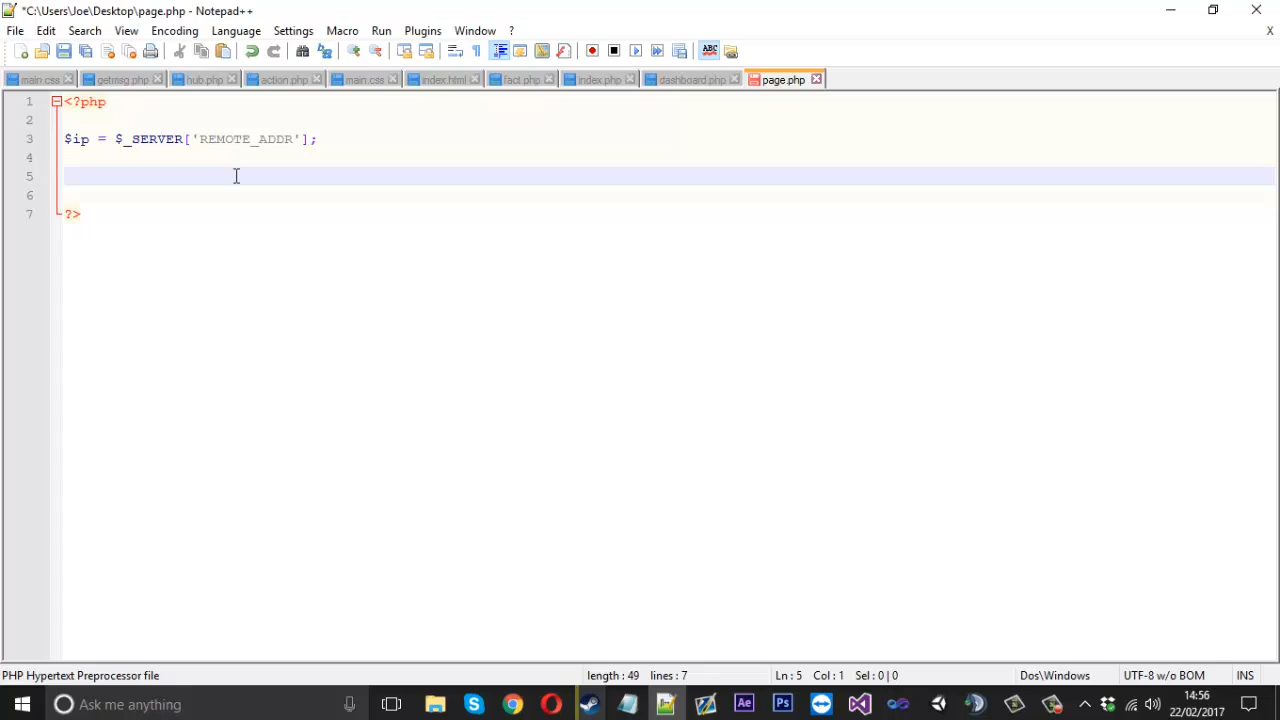 *C:\Users\Joe\Desktop\page.php - Notepad++
File Edit Search View Encoding Language Settings Macro Run Plugins Window ? X
ABC
main.css getmsg.php hub.php action.php main.css index.html fact.php index.php dashboard.php page.php
1 <?php
2
3 $ip = $_SERVER['REMOTE_ADDR'];
4
5
6
7 ?>
PHP Hypertext Preprocessor file length : 49 lines : 7 Ln : 5 Col : 1 Sel : 0 | 0 Dos\Windows UTF-8 w/o BOM INS
Ask me anything Ae Ps 14:56
22/02/2017